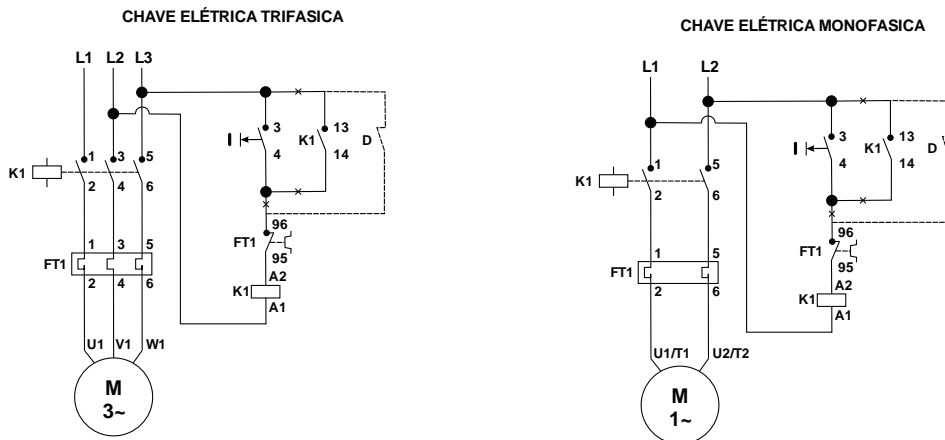 CHAVE ELÉTRICA TRIFASICA
L1 L2 L3
I 3 4
K1 13 14
D
K1 1 3 5
2 4 6
96
FT1
95
1 3 5
FT1
2 4 6
A2
K1
A1
U1 V1 W1
M
3~
CHAVE ELÉTRICA MONOFASICA
L1 L2
I 3 4
K1 13 14
D
K1 1 5
2 6
96
FT1
95
1 5
FT1
2 6
A2
K1
A1
U1/T1 U2/T2
M
1~